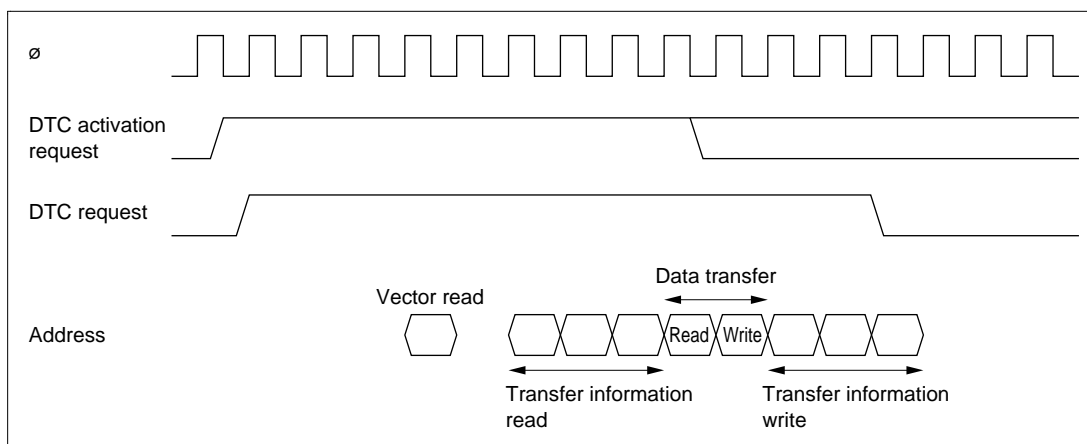 ø
DTC activation
request
DTC request
Data transfer
Vector read
Address
Read Write
Transfer information
read
Transfer information
write